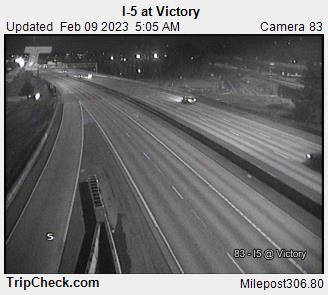 I-5 at Victory
Updated Feb 09 2023 5:05 AM Camera 83
S
83 - I5 @ Victory
TripCheck.com Milepost306.80